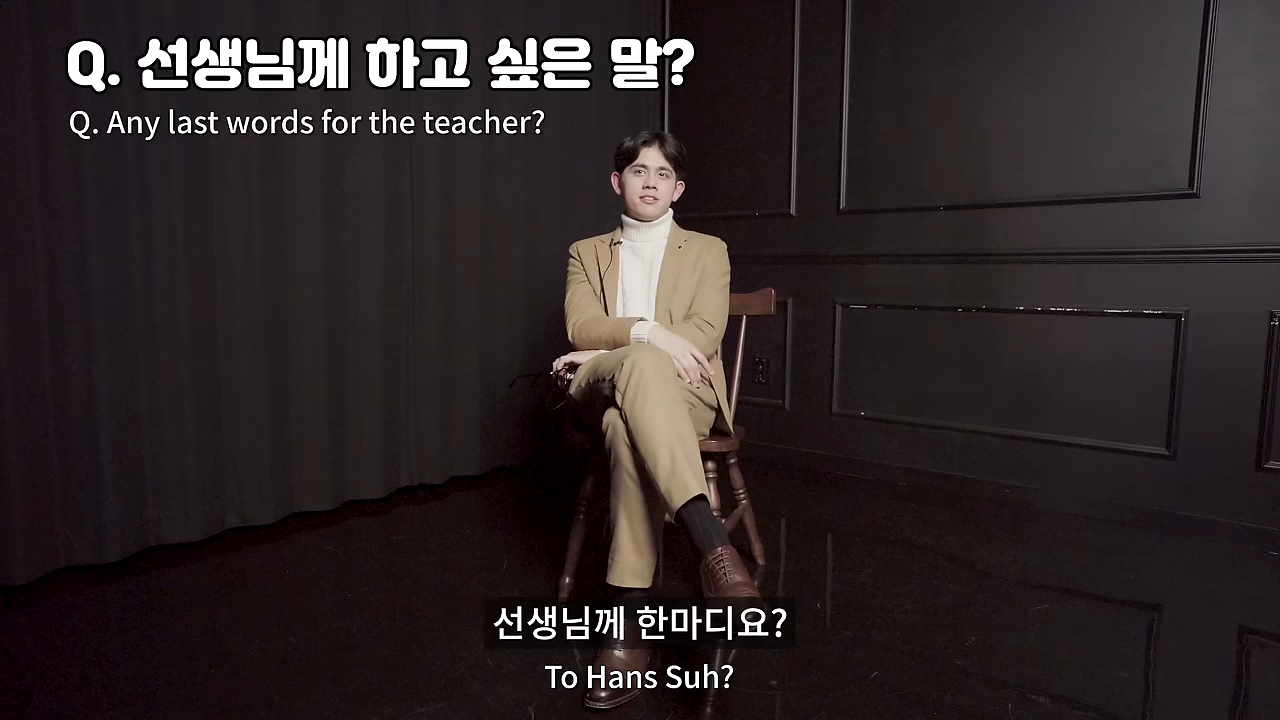 Q. 선생님께 하고 싶은 말?
Q. Any last words for the teacher?
선생님께 한마디요?
To Hans Suh?